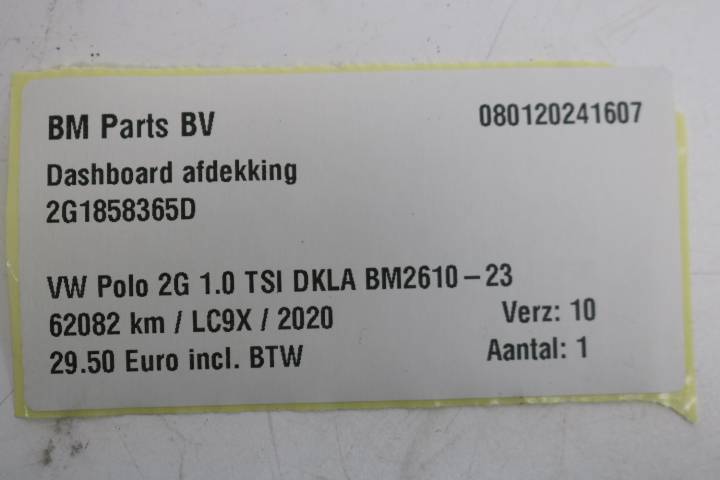 BM Parts BV 080120241607
Dashboard afdekking
2G1858365D
VW Polo 2G 1.0 TSI DKLA BM2610-23
62082 km / LC9X / 2020 Verz: 10
29.50 Euro incl. BTW Aantal: 1